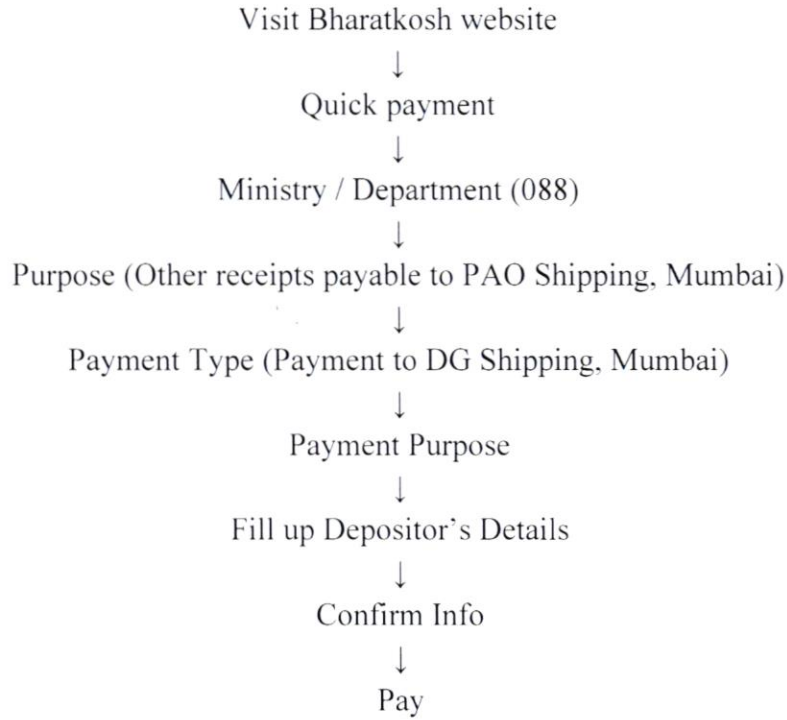 Visit Bharatkosh website
↓
Quick payment
↓
Ministry / Department (088)
↓
Purpose (Other receipts payable to PAO Shipping, Mumbai)
↓
Payment Type (Payment to DG Shipping, Mumbai)
↓
Payment Purpose
↓
Fill up Depositor's Details
↓
Confirm Info
↓
Pay